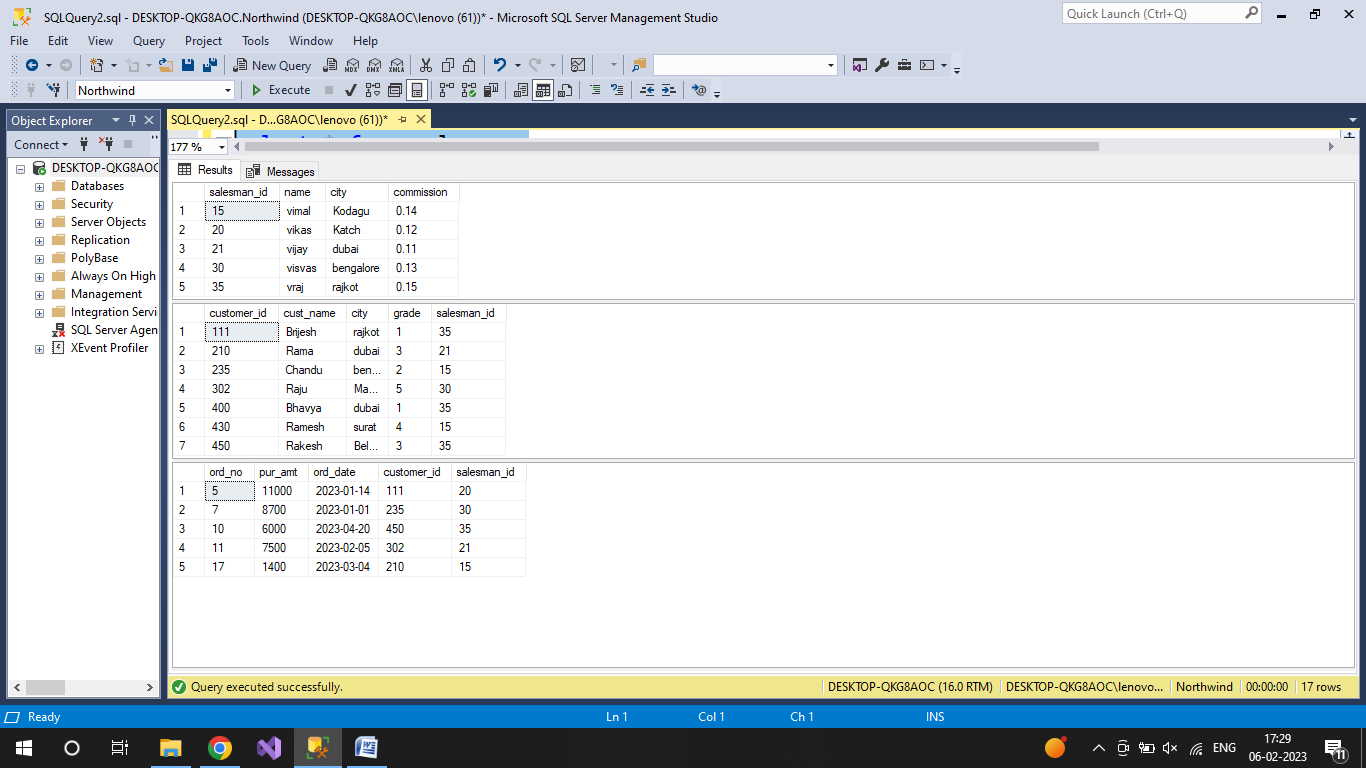 SQLQuery2.sql - DESKTOP-QKG8AOC.Northwind (DESKTOP-QKG8AOC\lenovo (61))* - Microsoft SQL Server Management Studio
Quick Launch (Ctrl+Q)
File Edit View Query Project Tools Window Help
New Query MDX DMX XMLA
Northwind Execute
Object Explorer
SQLQuery2.sql - D...G8AOC\lenovo (61))*
Connect
177 %
DESKTOP-QKG8AOC
Databases
Security
Server Objects
Replication
PolyBase
Always On High
Management
Integration Servi
SQL Server Agen
XEvent Profiler
Results Messages
salesman_id name city commission
1 15 vimal Kodagu 0.14
2 20 vikas Katch 0.12
3 21 vijay dubai 0.11
4 30 visvas bengalore 0.13
5 35 vraj rajkot 0.15
customer_id cust_name city grade salesman_id
1 111 Brijesh rajkot 1 35
2 210 Rama dubai 3 21
3 235 Chandu ben... 2 15
4 302 Raju Ma... 5 30
5 400 Bhavya dubai 1 35
6 430 Ramesh surat 4 15
7 450 Rakesh Bel... 3 35
ord_no pur_amt ord_date customer_id salesman_id
1 5 11000 2023-01-14 111 20
2 7 8700 2023-01-01 235 30
3 10 6000 2023-04-20 450 35
4 11 7500 2023-02-05 302 21
5 17 1400 2023-03-04 210 15
Query executed successfully. DESKTOP-QKG8AOC (16.0 RTM) DESKTOP-QKG8AOC\lenovo... Northwind 00:00:00 17 rows
Ready Ln 1 Col 1 Ch 1 INS
ENG 17:29
06-02-2023
11